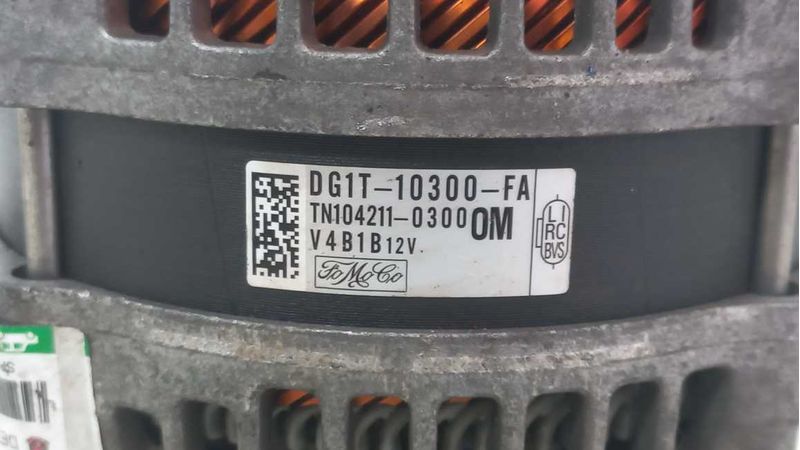 DG1T-10300-FA
TN104211-0300 OM
V4B1B 12V
FoMoCo
LI
RC
BVS